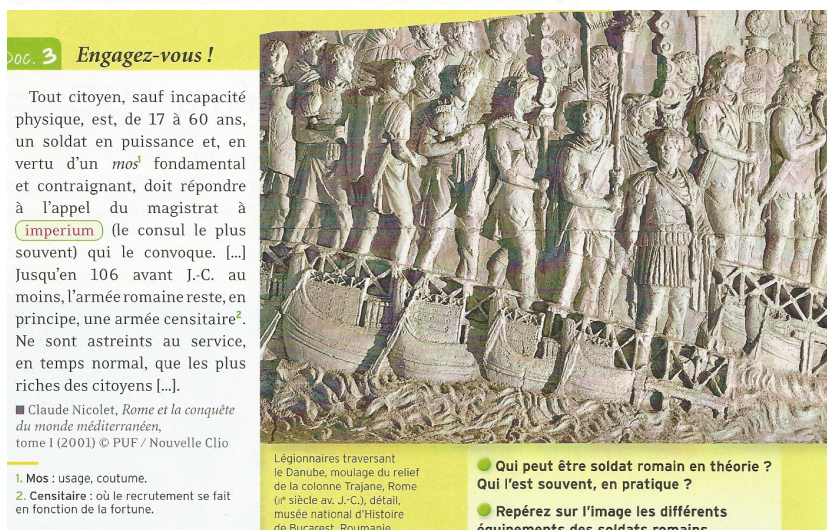 DOC. 3 Engagez-vous !
Tout citoyen, sauf incapacité
physique, est, de 17 à 60 ans,
un soldat en puissance et, en
vertu d'un mos1 fondamental
et contraignant, doit répondre
à l'appel du magistrat à
imperium (le consul le plus
souvent) qui le convoque. [...]
Jusqu'en 106 avant J.-C. au
moins, l'armée romaine reste, en
principe, une armée censitaire2.
Ne sont astreints au service,
en temps normal, que les plus
riches des citoyens [...].
■ Claude Nicolet, Rome et la conquête
du monde méditerranéen,
tome I (2001) © PUF / Nouvelle Clio
1. Mos : usage, coutume.
2. Censitaire : où le recrutement se fait
en fonction de la fortune.
Légionnaires traversant
le Danube, moulage du relief
de la colonne Trajane, Rome
(IIe siècle av. J.-C.), détail,
musée national d'Histoire
de Bucarest, Roumanie
● Qui peut être soldat romain en théorie ?
Qui l'est souvent, en pratique ?
● Repérez sur l'image les différents
équipements des soldats romains